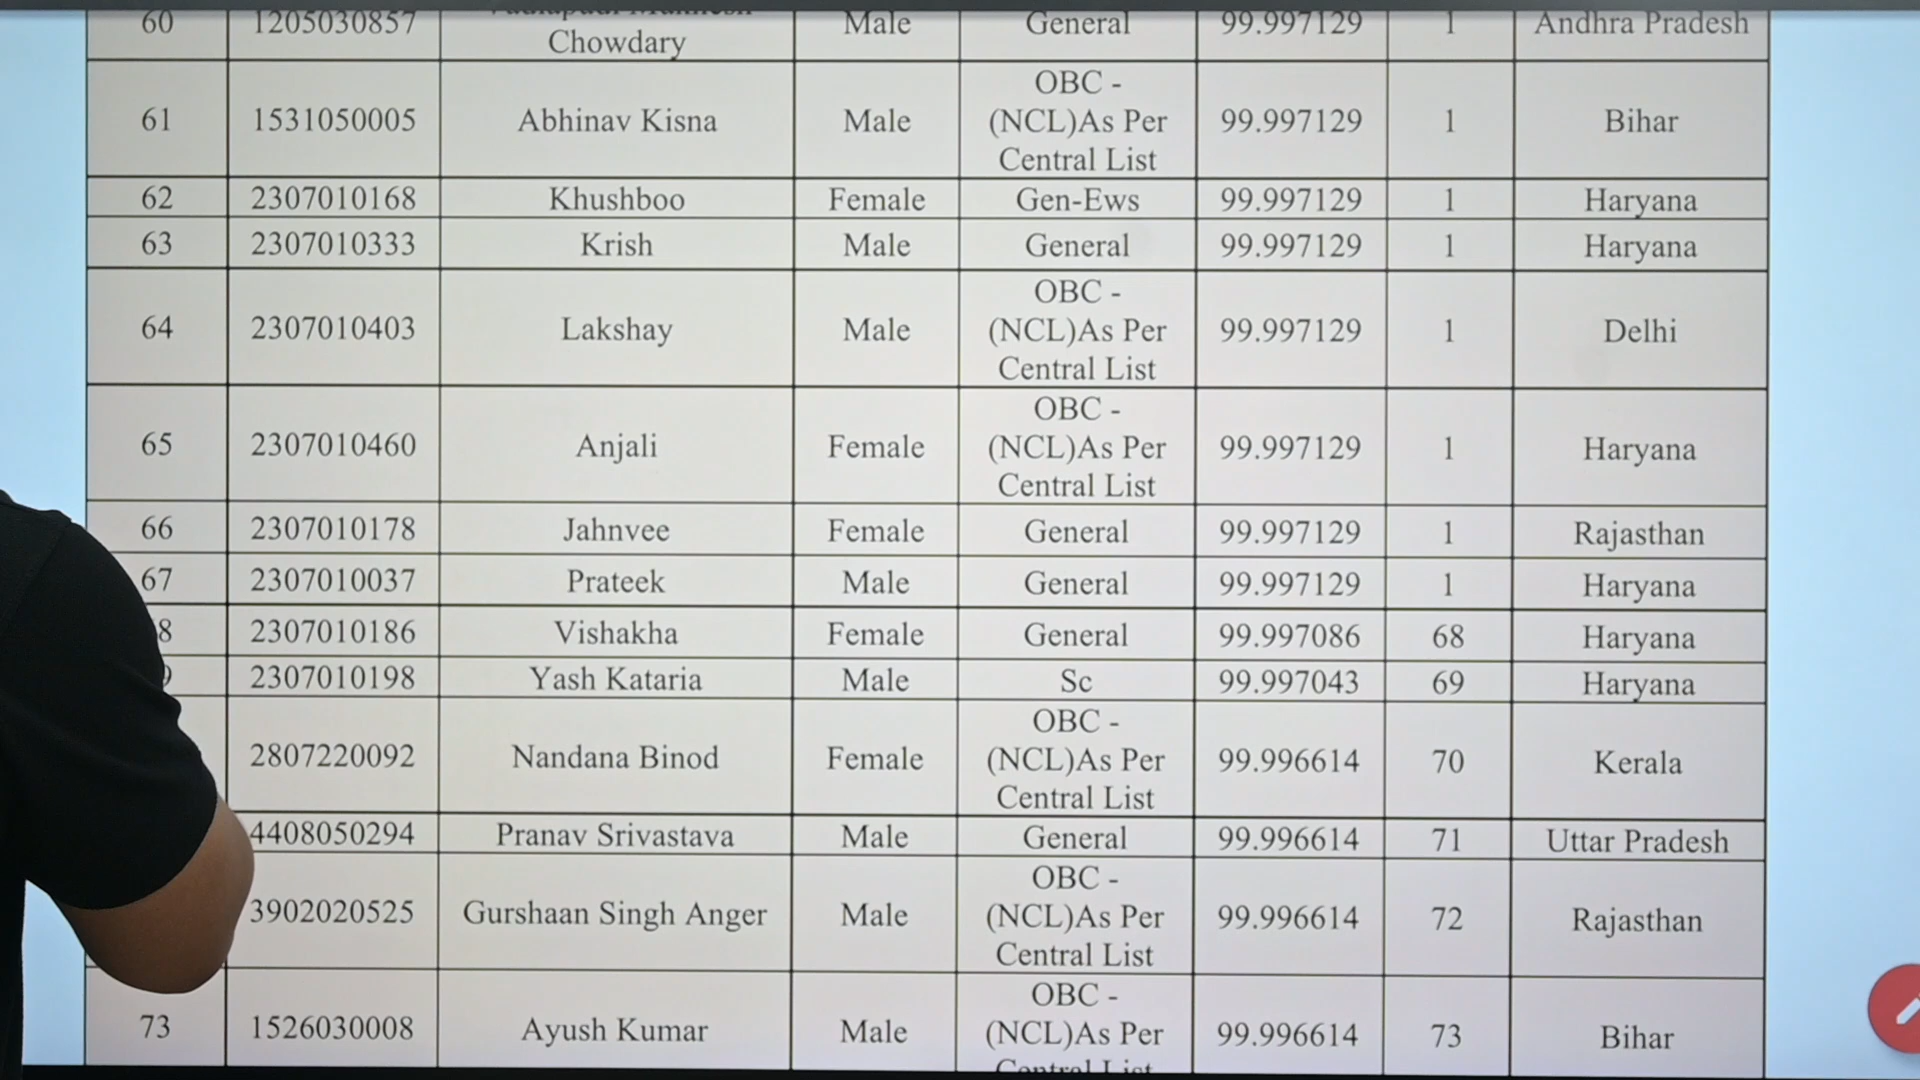 60 1205030857 Chowdary Male General 99.997129 1 Andhra Pradesh
61 1531050005 Abhinav Kisna Male OBC - (NCL)As Per Central List 99.997129 1 Bihar
62 2307010168 Khushboo Female Gen-Ews 99.997129 1 Haryana
63 2307010333 Krish Male General 99.997129 1 Haryana
64 2307010403 Lakshay Male OBC - (NCL)As Per Central List 99.997129 1 Delhi
65 2307010460 Anjali Female OBC - (NCL)As Per Central List 99.997129 1 Haryana
66 2307010178 Jahnvee Female General 99.997129 1 Rajasthan
67 2307010037 Prateek Male General 99.997129 1 Haryana
8 2307010186 Vishakha Female General 99.997086 68 Haryana
2307010198 Yash Kataria Male Sc 99.997043 69 Haryana
2807220092 Nandana Binod Female OBC - (NCL)As Per Central List 99.996614 70 Kerala
4408050294 Pranav Srivastava Male General 99.996614 71 Uttar Pradesh
3902020525 Gurshaan Singh Anger Male OBC - (NCL)As Per Central List 99.996614 72 Rajasthan
73 1526030008 Ayush Kumar Male OBC - (NCL)As Per Central List 99.996614 73 Bihar